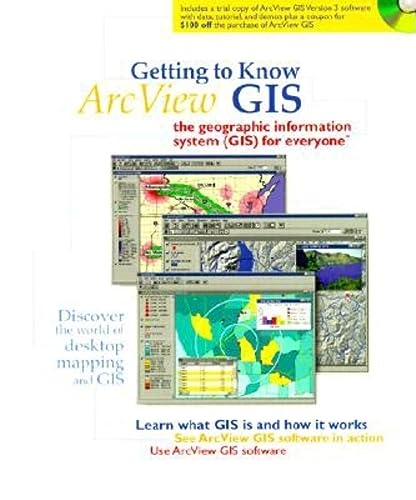 Includes a trial copy of ArcView GIS Version 3 software
with data, tutorial, and demos plus a coupon for
$100 off the purchase of ArcView GIS
Getting to Know
ArcView GIS
the geographic information
system (GIS) for everyone™
Discover
the world of
desktop
mapping
and GIS
Learn what GIS is and how it works
See ArcView GIS software in action
Use ArcView GIS software